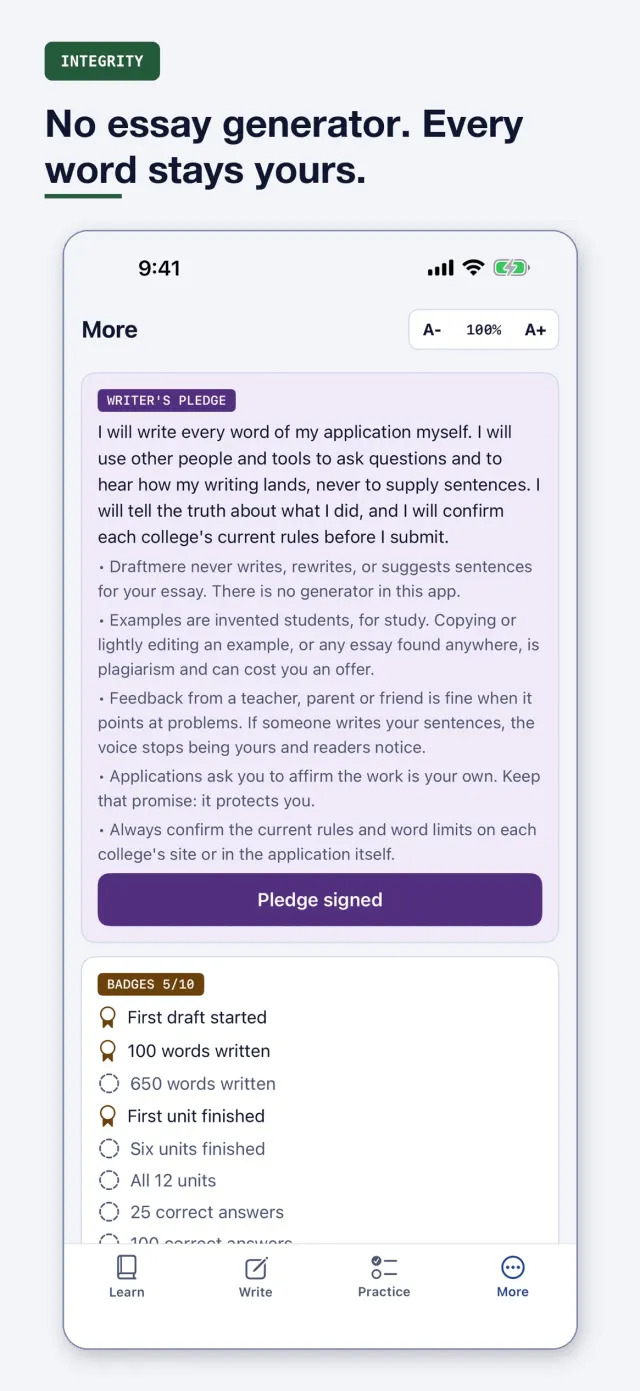 INTEGRITY
No essay generator. Every
word stays yours.
9:41
More
A- 100% A+
WRITER'S PLEDGE
I will write every word of my application myself. I will
use other people and tools to ask questions and to
hear how my writing lands, never to supply sentences. I
will tell the truth about what I did, and I will confirm
each college's current rules before I submit.
• Draftmere never writes, rewrites, or suggests sentences
for your essay. There is no generator in this app.
• Examples are invented students, for study. Copying or
lightly editing an example, or any essay found anywhere, is
plagiarism and can cost you an offer.
• Feedback from a teacher, parent or friend is fine when it
points at problems. If someone writes your sentences, the
voice stops being yours and readers notice.
• Applications ask you to affirm the work is your own. Keep
that promise: it protects you.
• Always confirm the current rules and word limits on each
college's site or in the application itself.
Pledge signed
BADGES 5/10
First draft started
100 words written
650 words written
First unit finished
Six units finished
All 12 units
25 correct answers
100 correct answers
Learn Write Practice More